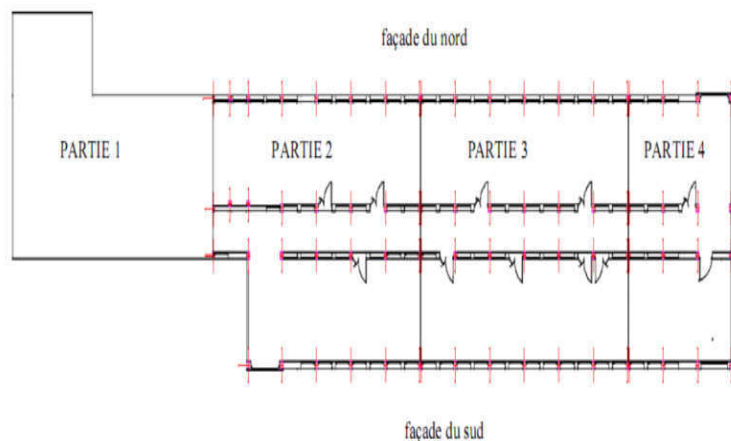 façade du nord
PARTIE 1
PARTIE 2
PARTIE 3
PARTIE 4
façade du sud